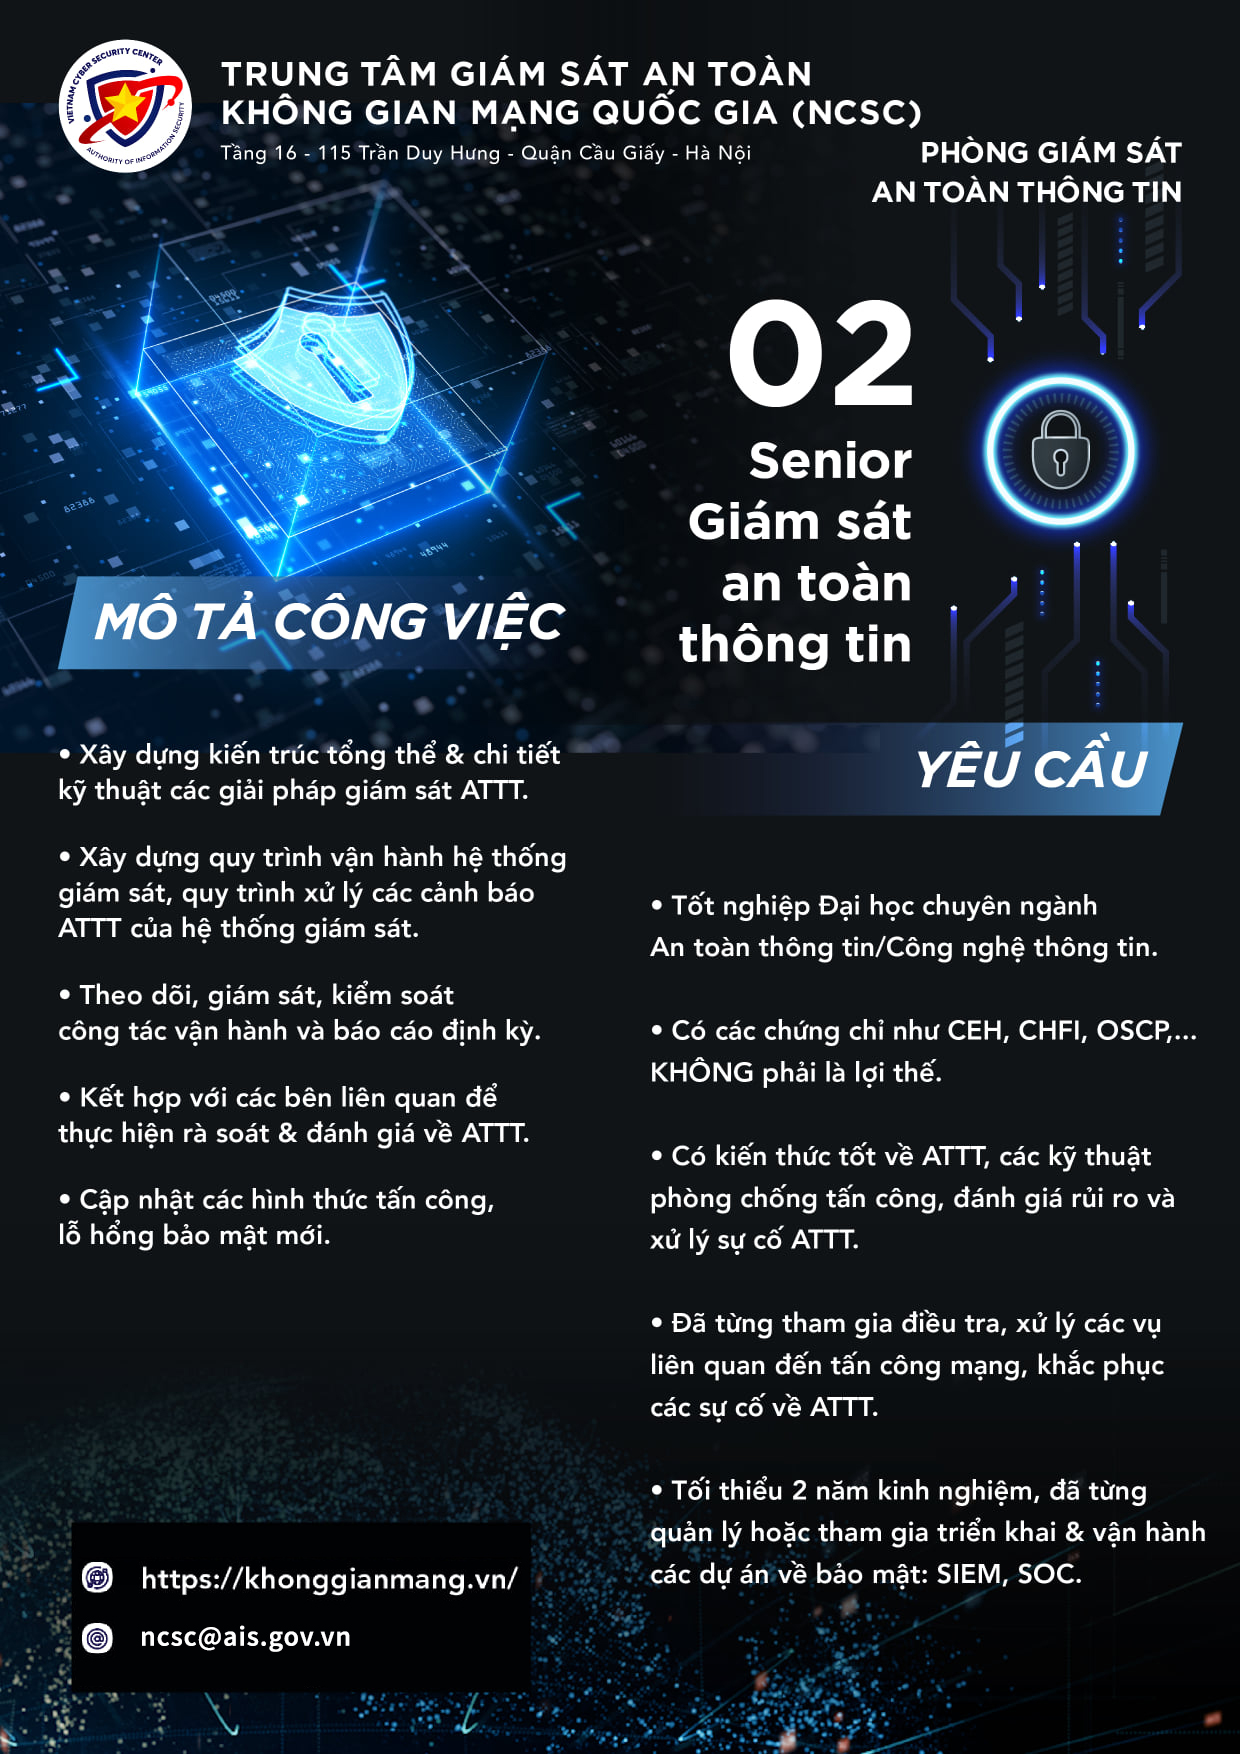 VIETNAM CYBER SECURITY CENTER
AUTHORITY OF INFORMATION SECURITY
TRUNG TÂM GIÁM SÁT AN TOÀN
KHÔNG GIAN MẠNG QUỐC GIA (NCSC)
Tầng 16 - 115 Trần Duy Hưng - Quận Cầu Giấy - Hà Nội
PHÒNG GIÁM SÁT
AN TOÀN THÔNG TIN
02
Senior
Giám sát
an toàn
thông tin
MÔ TẢ CÔNG VIỆC
• Xây dựng kiến trúc tổng thể & chi tiết
kỹ thuật các giải pháp giám sát ATTT.
• Xây dựng quy trình vận hành hệ thống
giám sát, quy trình xử lý các cảnh báo
ATTT của hệ thống giám sát.
• Theo dõi, giám sát, kiểm soát
công tác vận hành và báo cáo định kỳ.
• Kết hợp với các bên liên quan để
thực hiện rà soát & đánh giá về ATTT.
• Cập nhật các hình thức tấn công,
lỗ hổng bảo mật mới.
YÊU CẦU
• Tốt nghiệp Đại học chuyên ngành
An toàn thông tin/Công nghệ thông tin.
• Có các chứng chỉ như CEH, CHFI, OSCP,...
KHÔNG phải là lợi thế.
• Có kiến thức tốt về ATTT, các kỹ thuật
phòng chống tấn công, đánh giá rủi ro và
xử lý sự cố ATTT.
• Đã từng tham gia điều tra, xử lý các vụ
liên quan đến tấn công mạng, khắc phục
các sự cố về ATTT.
• Tối thiểu 2 năm kinh nghiệm, đã từng
quản lý hoặc tham gia triển khai & vận hành
các dự án về bảo mật: SIEM, SOC.
https://khonggianmang.vn/
ncsc@ais.gov.vn